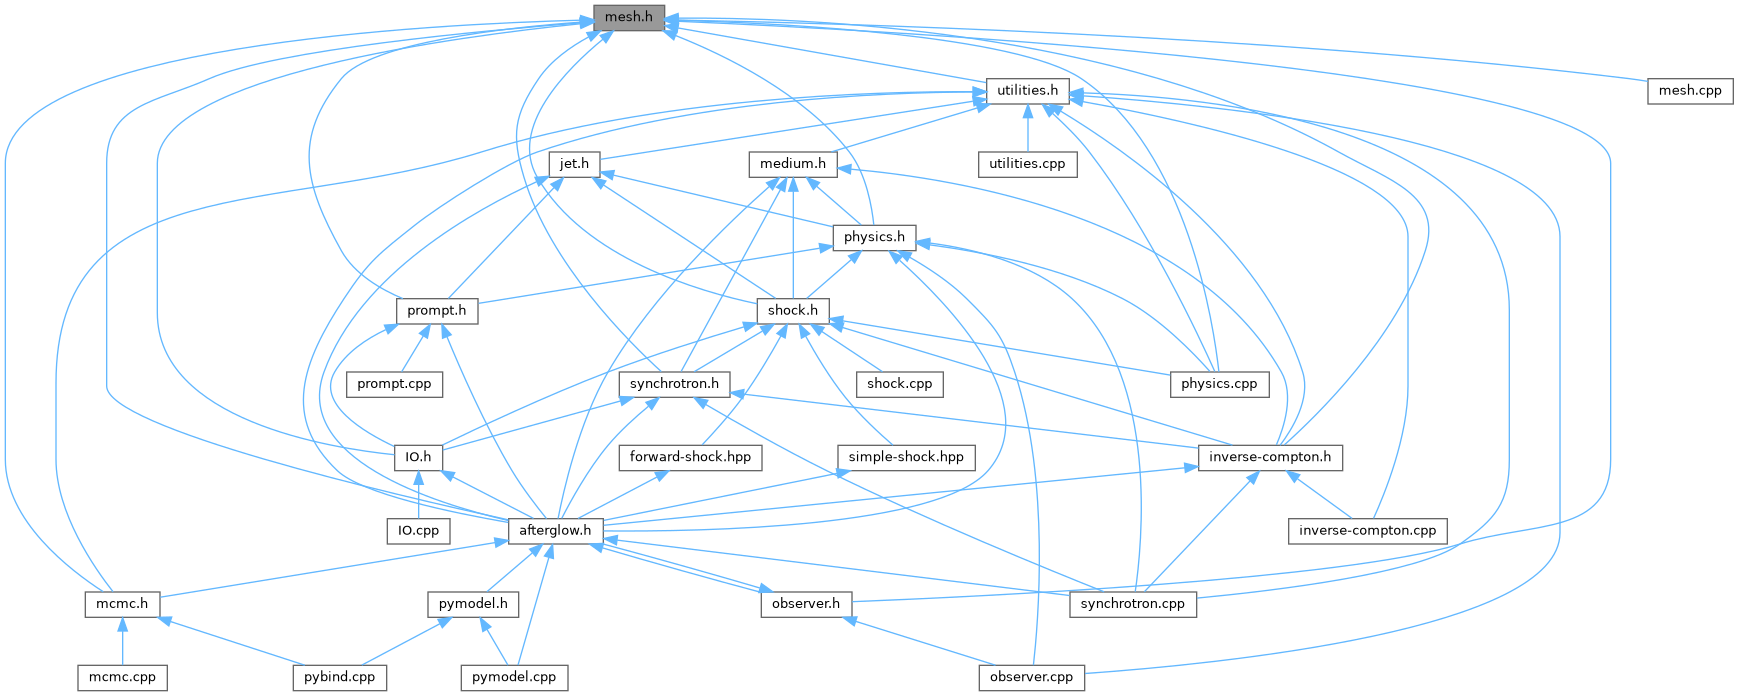 mesh.h
utilities.h
mesh.cpp
jet.h
medium.h
utilities.cpp
physics.h
prompt.h
shock.h
prompt.cpp
synchrotron.h
shock.cpp
physics.cpp
IO.h
forward-shock.hpp
simple-shock.hpp
inverse-compton.h
IO.cpp
afterglow.h
inverse-compton.cpp
mcmc.h
pymodel.h
observer.h
synchrotron.cpp
mcmc.cpp
pybind.cpp
pymodel.cpp
observer.cpp